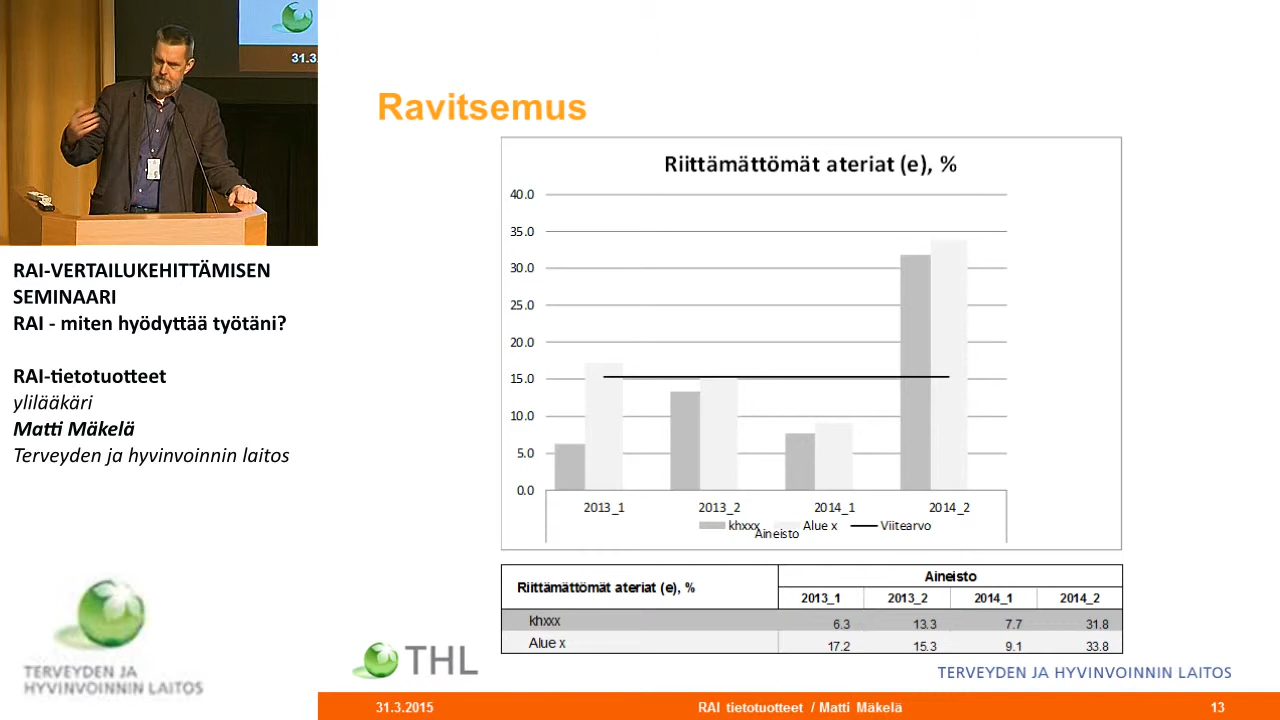 31.3
RAI-VERTAILUKEHITTÄMISEN
SEMINAARI
RAI - miten hyödyttää työtäni?
RAI-tietotuotteet
ylilääkäri
Matti Mäkelä
Terveyden ja hyvinvoinnin laitos
TERVEYDEN JA
HYVINVOINNIN LAITOS
Ravitsemus
Riittämättömät ateriat (e), %
40.0
35.0
30.0
25.0
20.0
15.0
10.0
5.0
0.0
2013_1 2013_2 2014_1 2014_2
khxxx Alue x Viitearvo
Aineisto
Riittämättömät ateriat (e), % Aineisto
2013_1 2013_2 2014_1 2014_2
khxxx 6.3 13.3 7.7 31.8
Alue x 17.2 15.3 9.1 33.8
THL
TERVEYDEN JA HYVINVOINNIN LAITOS
31.3.2015 RAI tietotuotteet / Matti Mäkelä 13